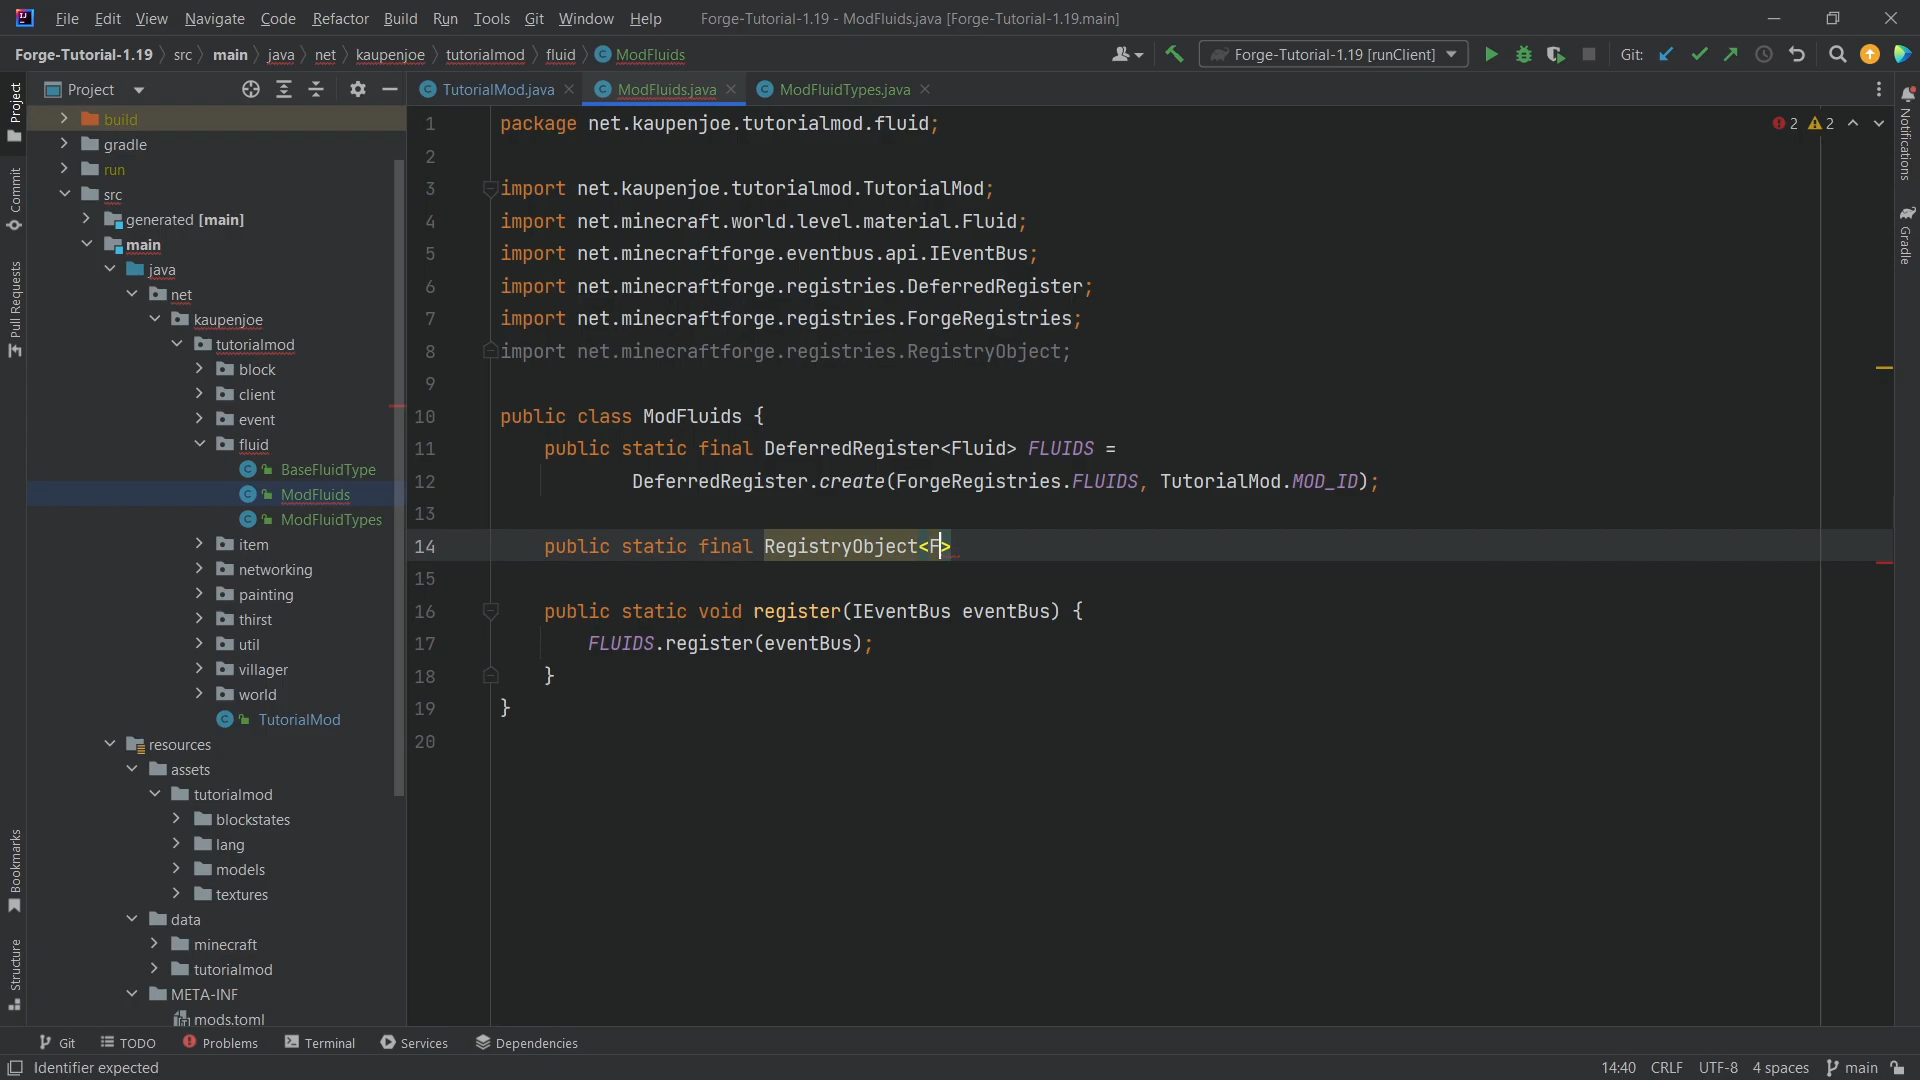 File Edit View Navigate Code Refactor Build Run Tools Git Window Help Forge-Tutorial-1.19 - ModFluids.java [Forge-Tutorial-1.19.main]
Forge-Tutorial-1.19 src main java net kaupenjoe tutorialmod fluid ModFluids Forge-Tutorial-1.19 [runClient] Git:
Project TutorialMod.java ModFluids.java ModFluidTypes.java
Project
Commit
Pull Requests
Bookmarks
Structure
build
gradle
run
src
generated [main]
main
java
net
kaupenjoe
tutorialmod
block
client
event
fluid
BaseFluidType
ModFluids
ModFluidTypes
item
networking
painting
thirst
util
villager
world
TutorialMod
resources
assets
tutorialmod
blockstates
lang
models
textures
data
minecraft
tutorialmod
META-INF
mods.toml
1 package net.kaupenjoe.tutorialmod.fluid;
2
3 import net.kaupenjoe.tutorialmod.TutorialMod;
4 import net.minecraft.world.level.material.Fluid;
5 import net.minecraftforge.eventbus.api.IEventBus;
6 import net.minecraftforge.registries.DeferredRegister;
7 import net.minecraftforge.registries.ForgeRegistries;
8 import net.minecraftforge.registries.RegistryObject;
9
10 public class ModFluids {
11 public static final DeferredRegister<Fluid> FLUIDS =
12 DeferredRegister.create(ForgeRegistries.FLUIDS, TutorialMod.MOD_ID);
13
14 public static final RegistryObject<F>
15
16 public static void register(IEventBus eventBus) {
17 FLUIDS.register(eventBus);
18 }
19 }
20
2 2
Notifications
Gradle
Git TODO Problems Terminal Services Dependencies
Identifier expected 14:40 CRLF UTF-8 4 spaces main